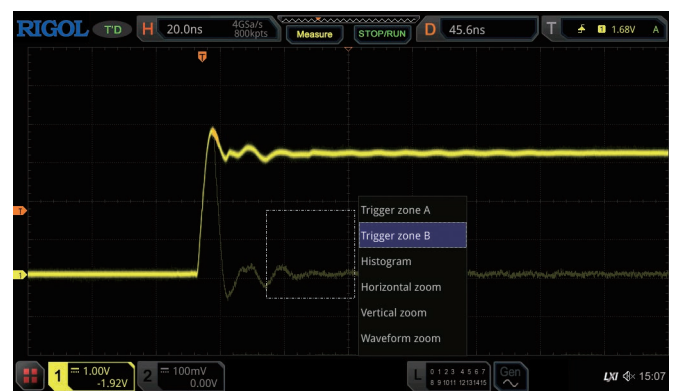 RIGOL T'D H 20.0ns 4GSa/s 800kpts Measure STOP/RUN D 45.6ns T 1 1.68V A
T
T
Trigger zone A
Trigger zone B
1
Histogram
Horizontal zoom
Vertical zoom
Waveform zoom
1 1.00V -1.92V 2 100mV 0.00V L 0 1 2 3 4 5 6 7 8 9 10 11 12 13 14 15 Gen LXI 15:07